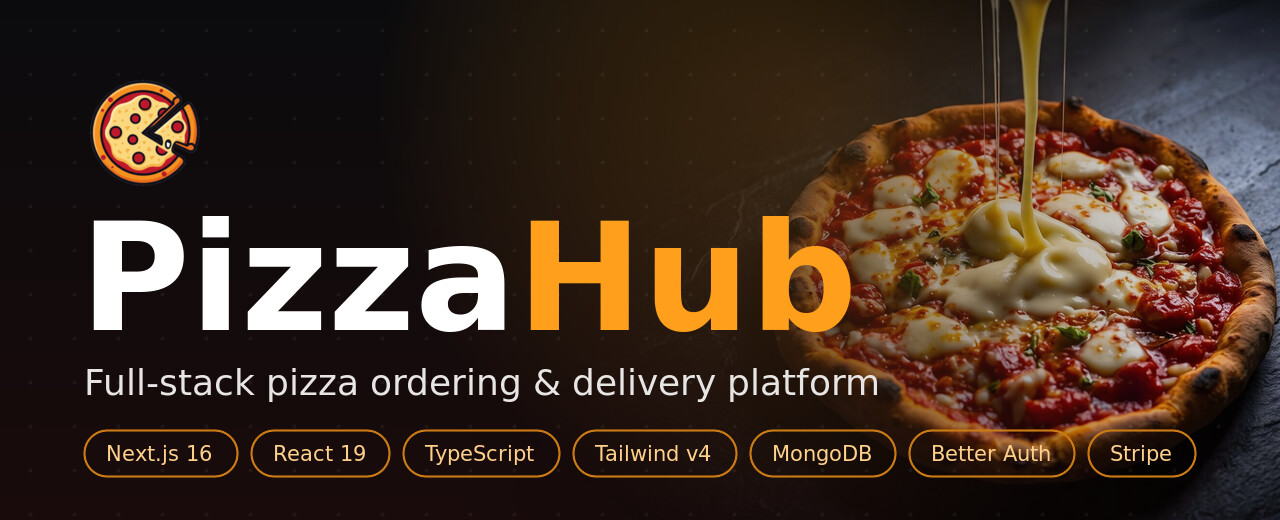 PizzaHub
Full-stack pizza ordering & delivery platform
Next.js 16 React 19 TypeScript Tailwind v4 MongoDB Better Auth Stripe